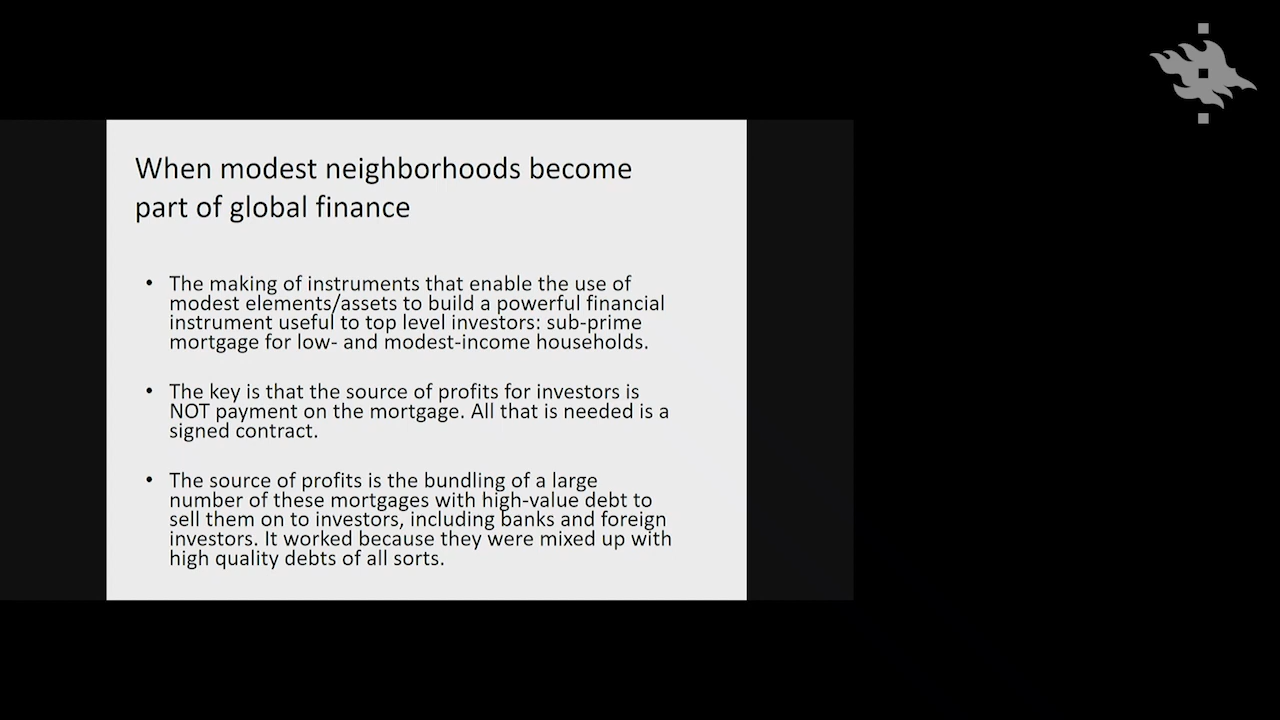 When modest neighborhoods become
part of global finance
• The making of instruments that enable the use of
modest elements/assets to build a powerful financial
instrument useful to top level investors: sub-prime
mortgage for low- and modest-income households.
• The key is that the source of profits for investors is
NOT payment on the mortgage. All that is needed is a
signed contract.
• The source of profits is the bundling of a large
number of these mortgages with high-value debt to
sell them on to investors, including banks and foreign
investors. It worked because they were mixed up with
high quality debts of all sorts.